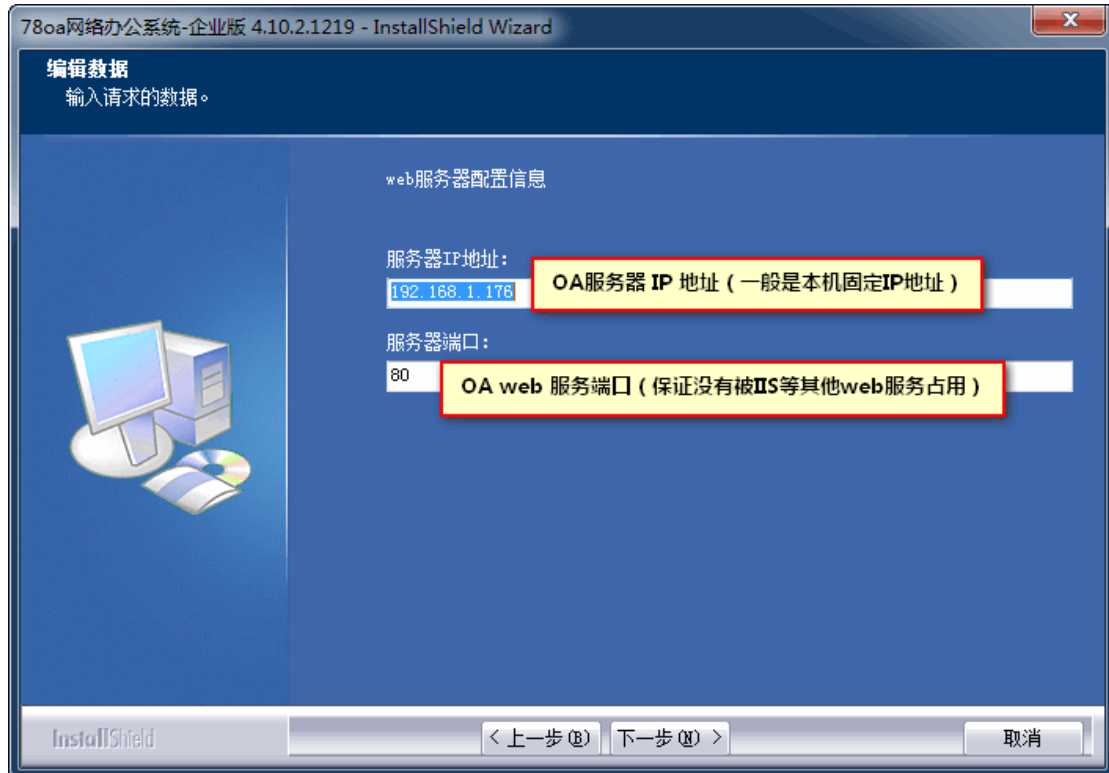 78oa网络办公系统-企业版 4.10.2.1219 - InstallShield Wizard
编辑数据
输入请求的数据。
web服务器配置信息
服务器IP地址:
192.168.1.176
OA服务器 IP 地址（一般是本机固定IP地址）
服务器端口:
80
OA web 服务端口（保证没有被IIS等其他web服务占用）
InstallShield
< 上一步(B)
下一步(N) >
取消